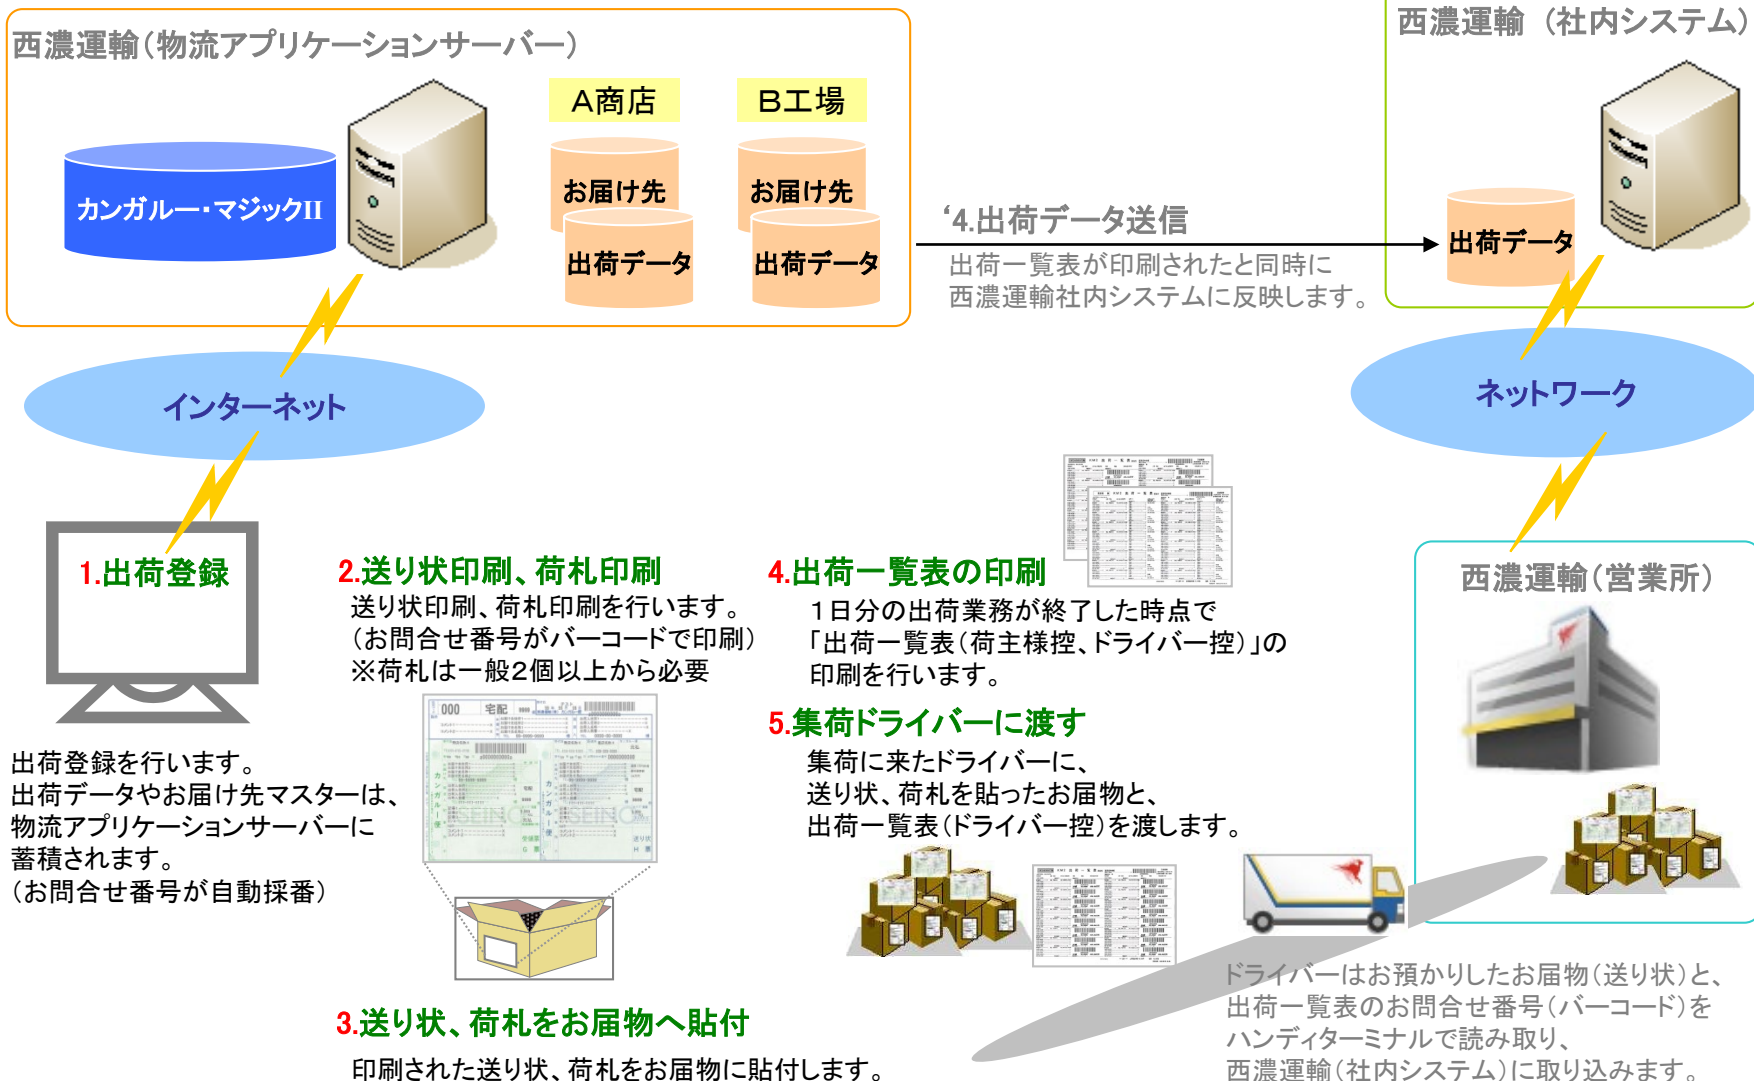 西濃運輸(物流アプリケーションサーバー)
カンガルー・マジックII
A商店
お届け先
出荷データ
B工場
お届け先
出荷データ
‘4.出荷データ送信
出荷一覧表が印刷されたと同時に
西濃運輸社内システムに反映します。
西濃運輸 (社内システム)
出荷データ
インターネット
ネットワーク
1.出荷登録
出荷登録を行います。
出荷データやお届け先マスターは、
物流アプリケーションサーバーに
蓄積されます。
(お問合せ番号が自動採番)
2.送り状印刷、荷札印刷
送り状印刷、荷札印刷を行います。
(お問合せ番号がバーコードで印刷)
※荷札は一般2個以上から必要
000 宅配
カンガルー便
SEINO
カンガルー便
SEINO
3.送り状、荷札をお届物へ貼付
印刷された送り状、荷札をお届物に貼付します。
出荷一覧表
4.出荷一覧表の印刷
1日分の出荷業務が終了した時点で
「出荷一覧表(荷主様控、ドライバー控)」の
印刷を行います。
5.集荷ドライバーに渡す
集荷に来たドライバーに、
送り状、荷札を貼ったお届物と、
出荷一覧表(ドライバー控)を渡します。
西濃運輸(営業所)
ドライバーはお預かりしたお届物(送り状)と、
出荷一覧表のお問合せ番号(バーコード)を
ハンディターミナルで読み取り、
西濃運輸(社内システム)に取り込みます。